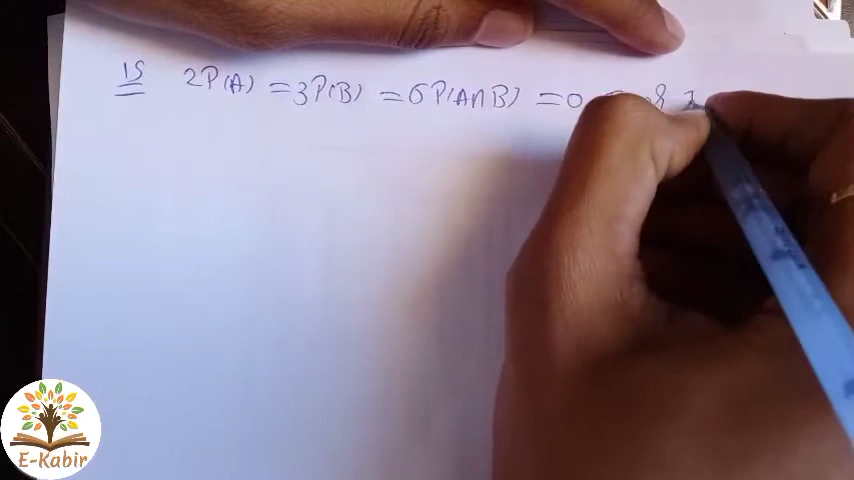 15 2P(A) = 3P(B) = 6P(A∩B) = 0
E-Kabir